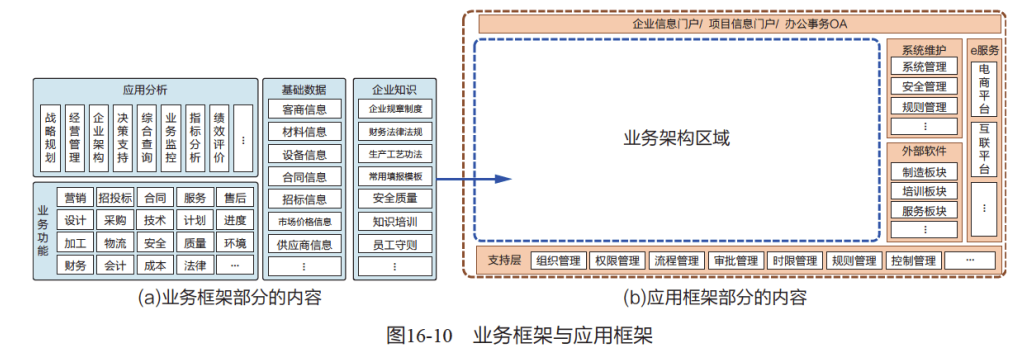 应用分析
战略规划
经营管理
企业架构
决策支持
综合查询
业务监控
指标分析
绩效评价
…
业务功能
营销 招投标 合同 服务 售后
设计 采购 技术 计划 进度
加工 物流 安全 质量 环境
财务 会计 成本 法律 …
基础数据
客商信息
材料信息
设备信息
合同信息
招标信息
市场价格信息
供应商信息
…
企业知识
企业规章制度
财务法律法规
生产工艺功法
常用填报模板
安全质量
知识培训
员工守则
…
(a)业务框架部分的内容
企业信息门户/ 项目信息门户/ 办公事务OA
业务架构区域
系统维护
系统管理
安全管理
规则管理
…
外部软件
制造板块
培训板块
服务板块
…
e服务
电商平台
互联平台
…
支持层 组织管理 权限管理 流程管理 审批管理 时限管理 规则管理 控制管理 …
(b)应用框架部分的内容
图16-10 业务框架与应用框架